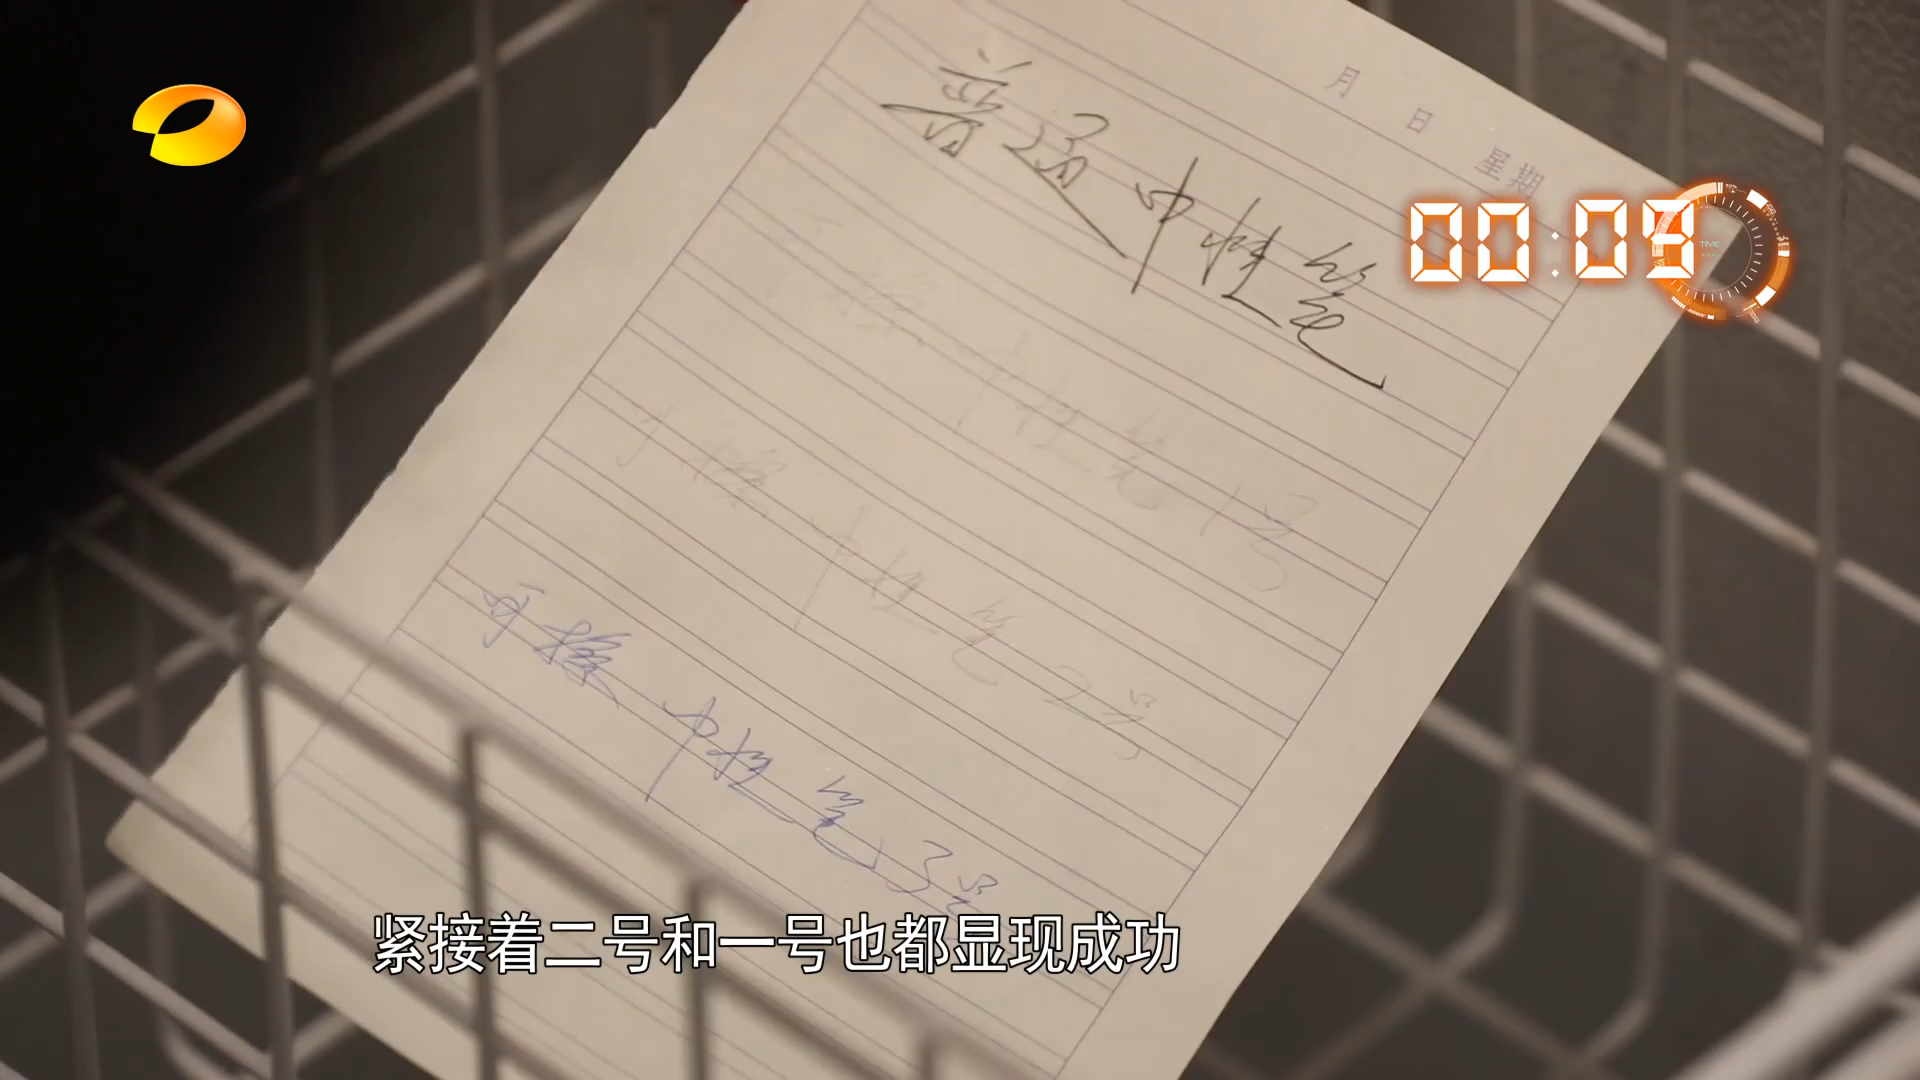 月 日 星期
00:09
普通中性笔
可擦中性笔1号
可擦中性笔2号
可擦中性笔3号
紧接着二号和一号也都显现成功